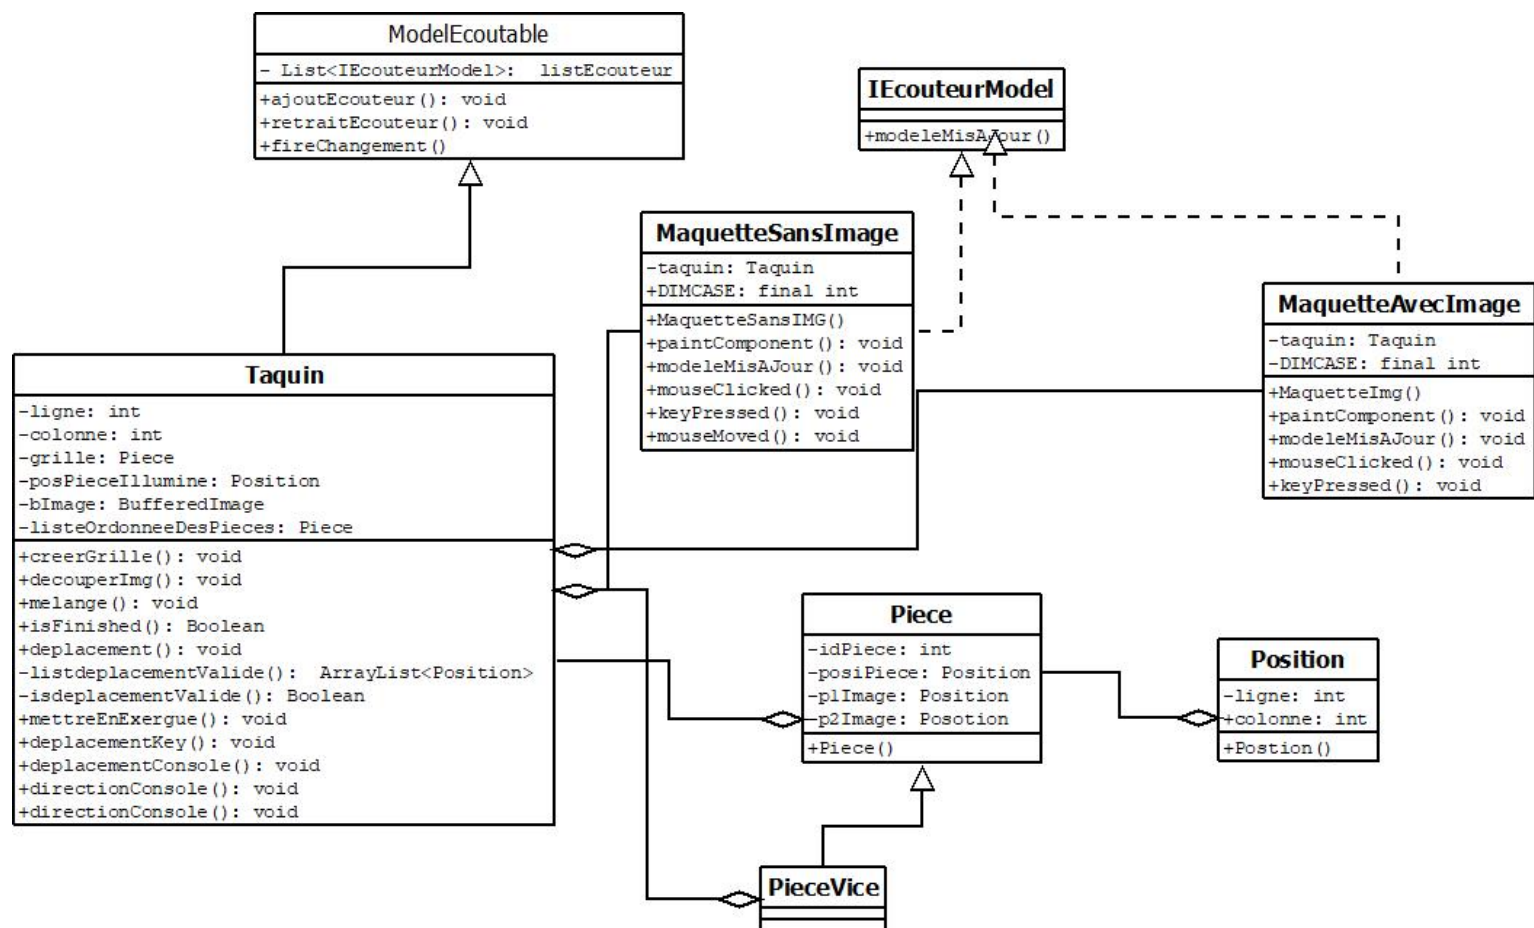 ModelEcoutable
- List<IEcouteurModel>: listEcouteur
+ajoutEcouteur(): void
+retraitEcouteur(): void
+fireChangement()
IEcouteurModel
+modeleMisAJour()
MaquetteSansImage
-taquin: Taquin
+DIMCASE: final int
+MaquetteSansIMG()
+paintComponent(): void
+modeleMisAJour(): void
+mouseClicked(): void
+keyPressed(): void
+mouseMoved(): void
MaquetteAvecImage
-taquin: Taquin
-DIMCASE: final int
+MaquetteImg()
+paintComponent(): void
+modeleMisAJour(): void
+mouseClicked(): void
+keyPressed(): void
Taquin
-ligne: int
-colonne: int
-grille: Piece
-posPieceIllumine: Position
-bImage: BufferedImage
-listeOrdonneeDesPieces: Piece
+creerGrille(): void
+decouperImg(): void
+melange(): void
+isFinished(): Boolean
+deplacement(): void
-listdeplacementValide(): ArrayList<Position>
-isdeplacementValide(): Boolean
+mettreEnExergue(): void
+deplacementKey(): void
+deplacementConsole(): void
+directionConsole(): void
+directionConsole(): void
Piece
-idPiece: int
-posiPiece: Position
-p1Image: Position
-p2Image: Posotion
+Piece()
Position
-ligne: int
+colonne: int
+Postion()
PieceVice